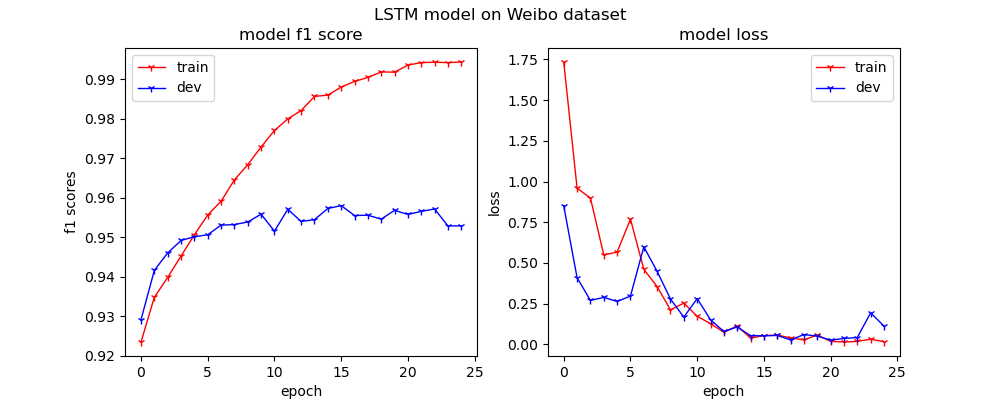 LSTM model on Weibo dataset
model f1 score
train
dev
0.99
0.98
0.97
0.96
0.95
0.94
0.93
0.92
f1 scores
0 5 10 15 20 25
epoch
model loss
train
dev
1.75
1.50
1.25
1.00
0.75
0.50
0.25
0.00
loss
0 5 10 15 20 25
epoch